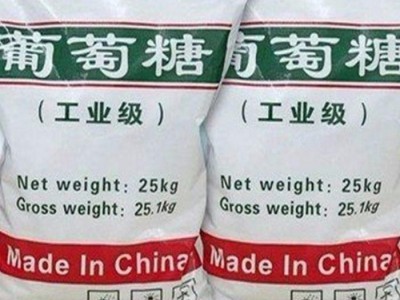 葡萄糖
(工业级)
Net weight: 25kg
Gross weight: 25.1kg
Made In China
葡萄糖
(工业级)
Net weight: 25kg
Gross weight: 25.1kg
Made In China